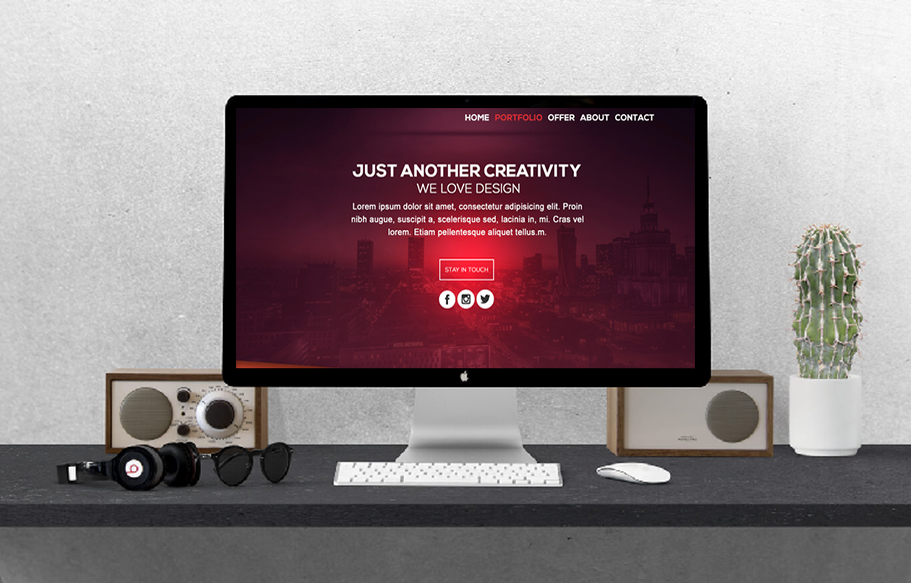 HOME PORTFOLIO OFFER ABOUT CONTACT
JUST ANOTHER CREATIVITY
WE LOVE DESIGN
Lorem ipsum dolor sit amet, consectetur adipisicing elit. Proin
nibh augue, suscipit a, scelerisque sed, lacinia in, mi. Cras vel
lorem. Etiam pellentesque aliquet tellus.m.
STAY IN TOUCH